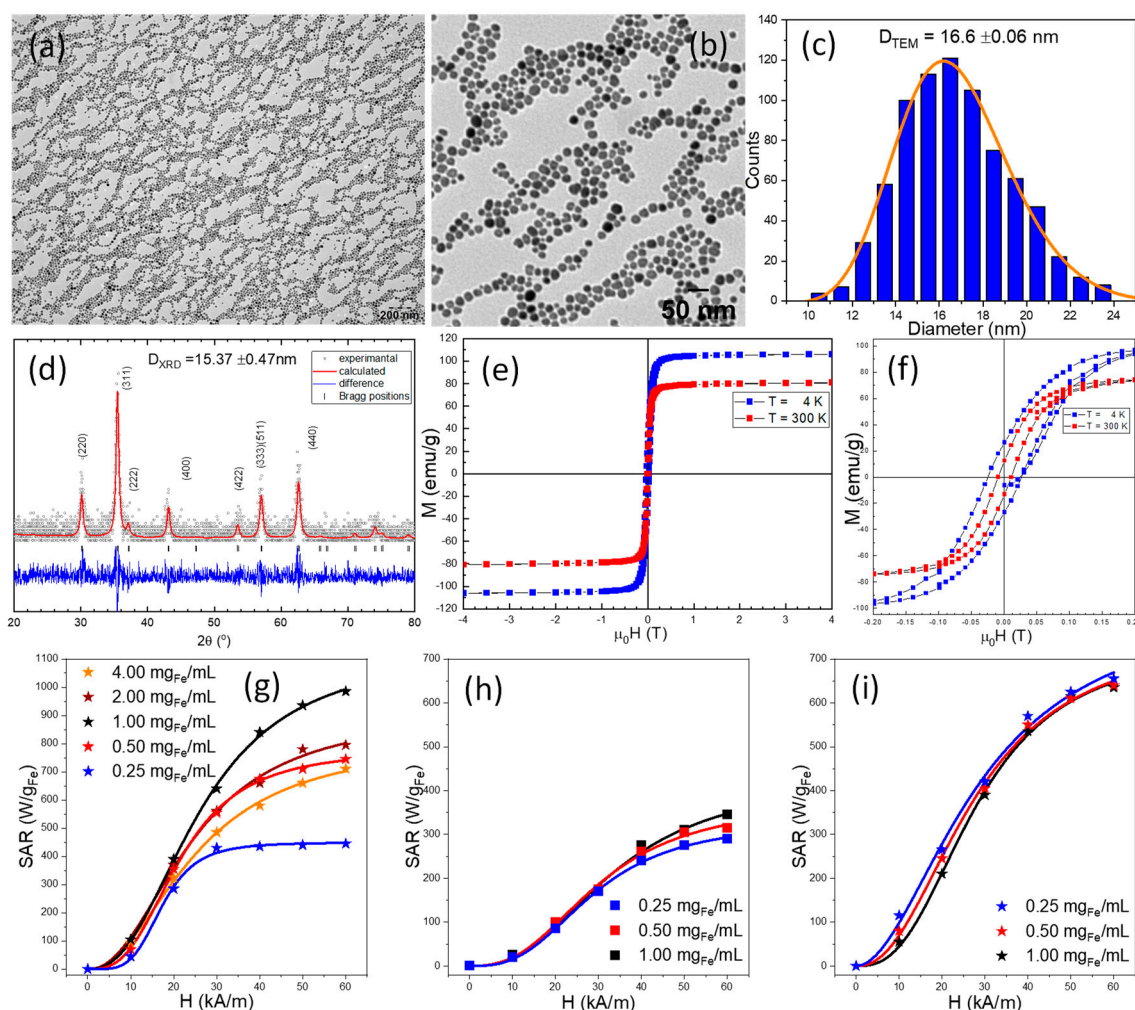 (a)
200 nm
(b)
50 nm
(c)
D_TEM = 16.6 ±0.06 nm
140
120
100
80
60
40
20
0
Counts
10 12 14 16 18 20 22 24
Diameter (nm)
(d)
D_XRD =15.37 ±0.47nm
experimantal
calculated
difference
Bragg positions
(220)
(311)
(222)
(400)
(422)
(333)(511)
(440)
20 30 40 50 60 70 80
2θ (°)
(e)
120
100
80
60
40
20
0
-20
-40
-60
-80
-100
-120
M (emu/g)
T = 4 K
T = 300 K
-4 -3 -2 -1 0 1 2 3 4
μ₀H (T)
(f)
100
80
60
40
20
0
-20
-40
-60
-80
-100
M (emu/g)
T = 4 K
T = 300 K
-0.20 -0.15 -0.10 -0.05 0.00 0.05 0.10 0.15 0.20
μ₀H (T)
(g)
4.00 mg_Fe/mL
2.00 mg_Fe/mL
1.00 mg_Fe/mL
0.50 mg_Fe/mL
0.25 mg_Fe/mL
1100
1000
900
800
700
600
500
400
300
200
100
0
SAR (W/g_Fe)
0 10 20 30 40 50 60
H (kA/m)
(h)
700
600
500
400
300
200
100
0
SAR (W/g_Fe)
0.25 mg_Fe/mL
0.50 mg_Fe/mL
1.00 mg_Fe/mL
0 10 20 30 40 50 60
H (kA/m)
(i)
700
600
500
400
300
200
100
0
SAR (W/g_Fe)
0.25 mg_Fe/mL
0.50 mg_Fe/mL
1.00 mg_Fe/mL
0 10 20 30 40 50 60
H (kA/m)